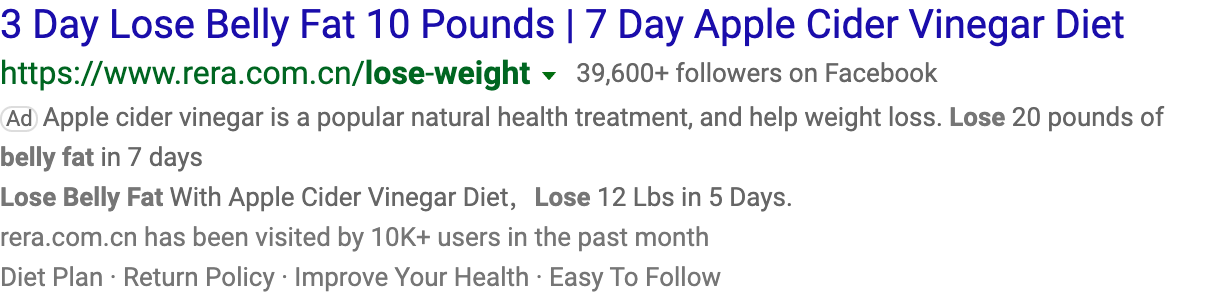 3 Day Lose Belly Fat 10 Pounds | 7 Day Apple Cider Vinegar Diet
https://www.rera.com.cn/lose-weight ▾ 39,600+ followers on Facebook
Ad Apple cider vinegar is a popular natural health treatment, and help weight loss. Lose 20 pounds of
belly fat in 7 days
Lose Belly Fat With Apple Cider Vinegar Diet， Lose 12 Lbs in 5 Days.
rera.com.cn has been visited by 10K+ users in the past month
Diet Plan · Return Policy · Improve Your Health · Easy To Follow